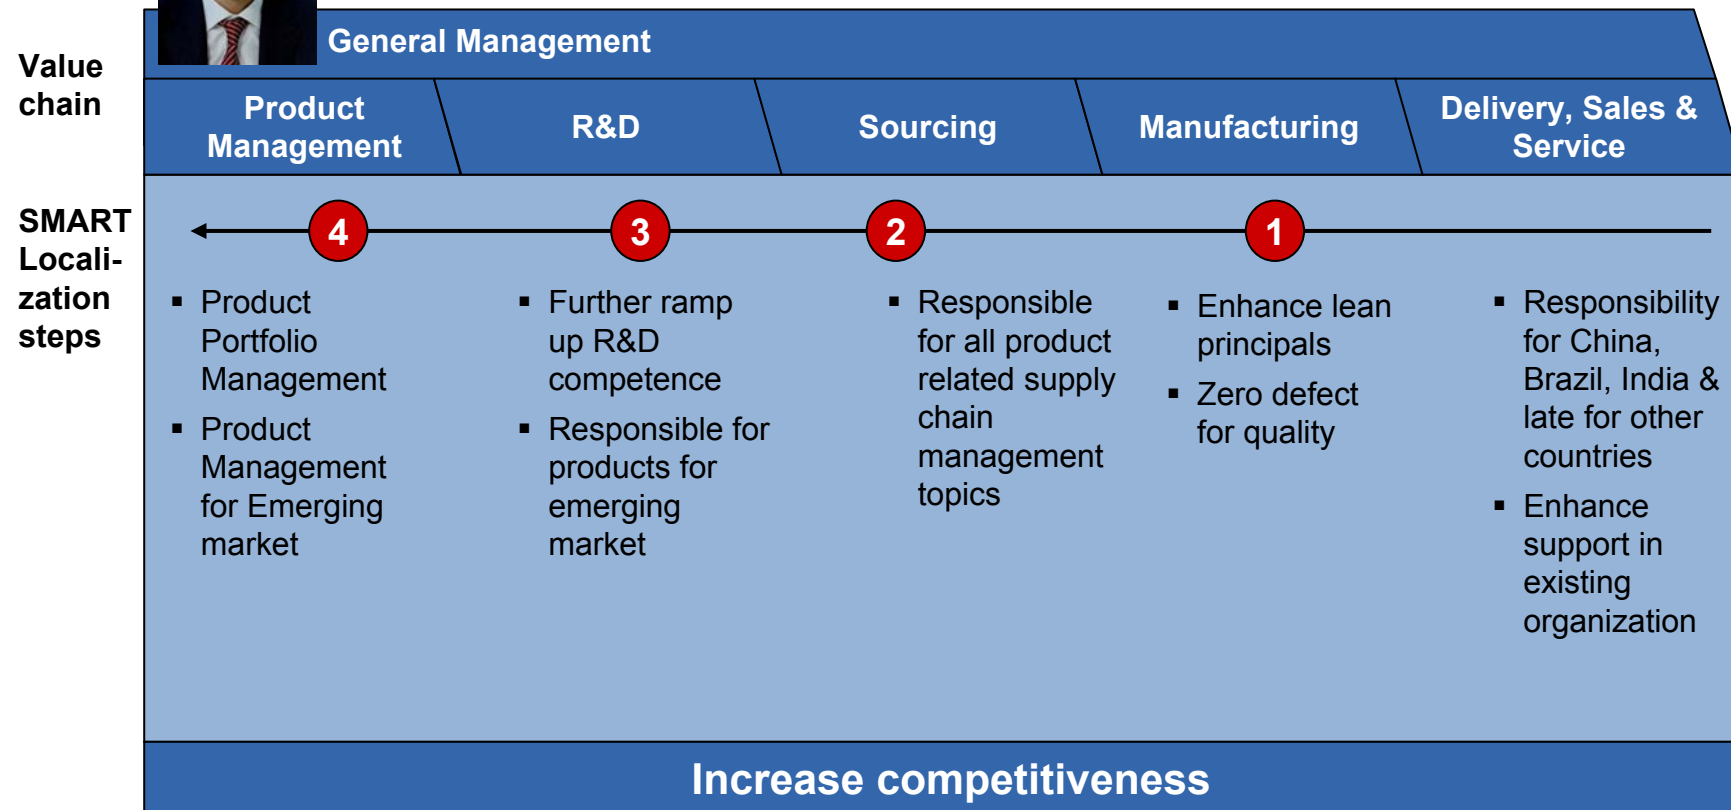 General Management
Value
chain
Product
Management
R&D
Sourcing
Manufacturing
Delivery, Sales &
Service
SMART
Locali-
zation
steps
4
3
2
1
▪ Product
Portfolio
Management
▪ Product
Management
for Emerging
market
▪ Further ramp
up R&D
competence
▪ Responsible for
products for
emerging
market
▪ Responsible
for all product
related supply
chain
management
topics
▪ Enhance lean
principals
▪ Zero defect
for quality
▪ Responsibility
for China,
Brazil, India &
late for other
countries
▪ Enhance
support in
existing
organization
Increase competitiveness